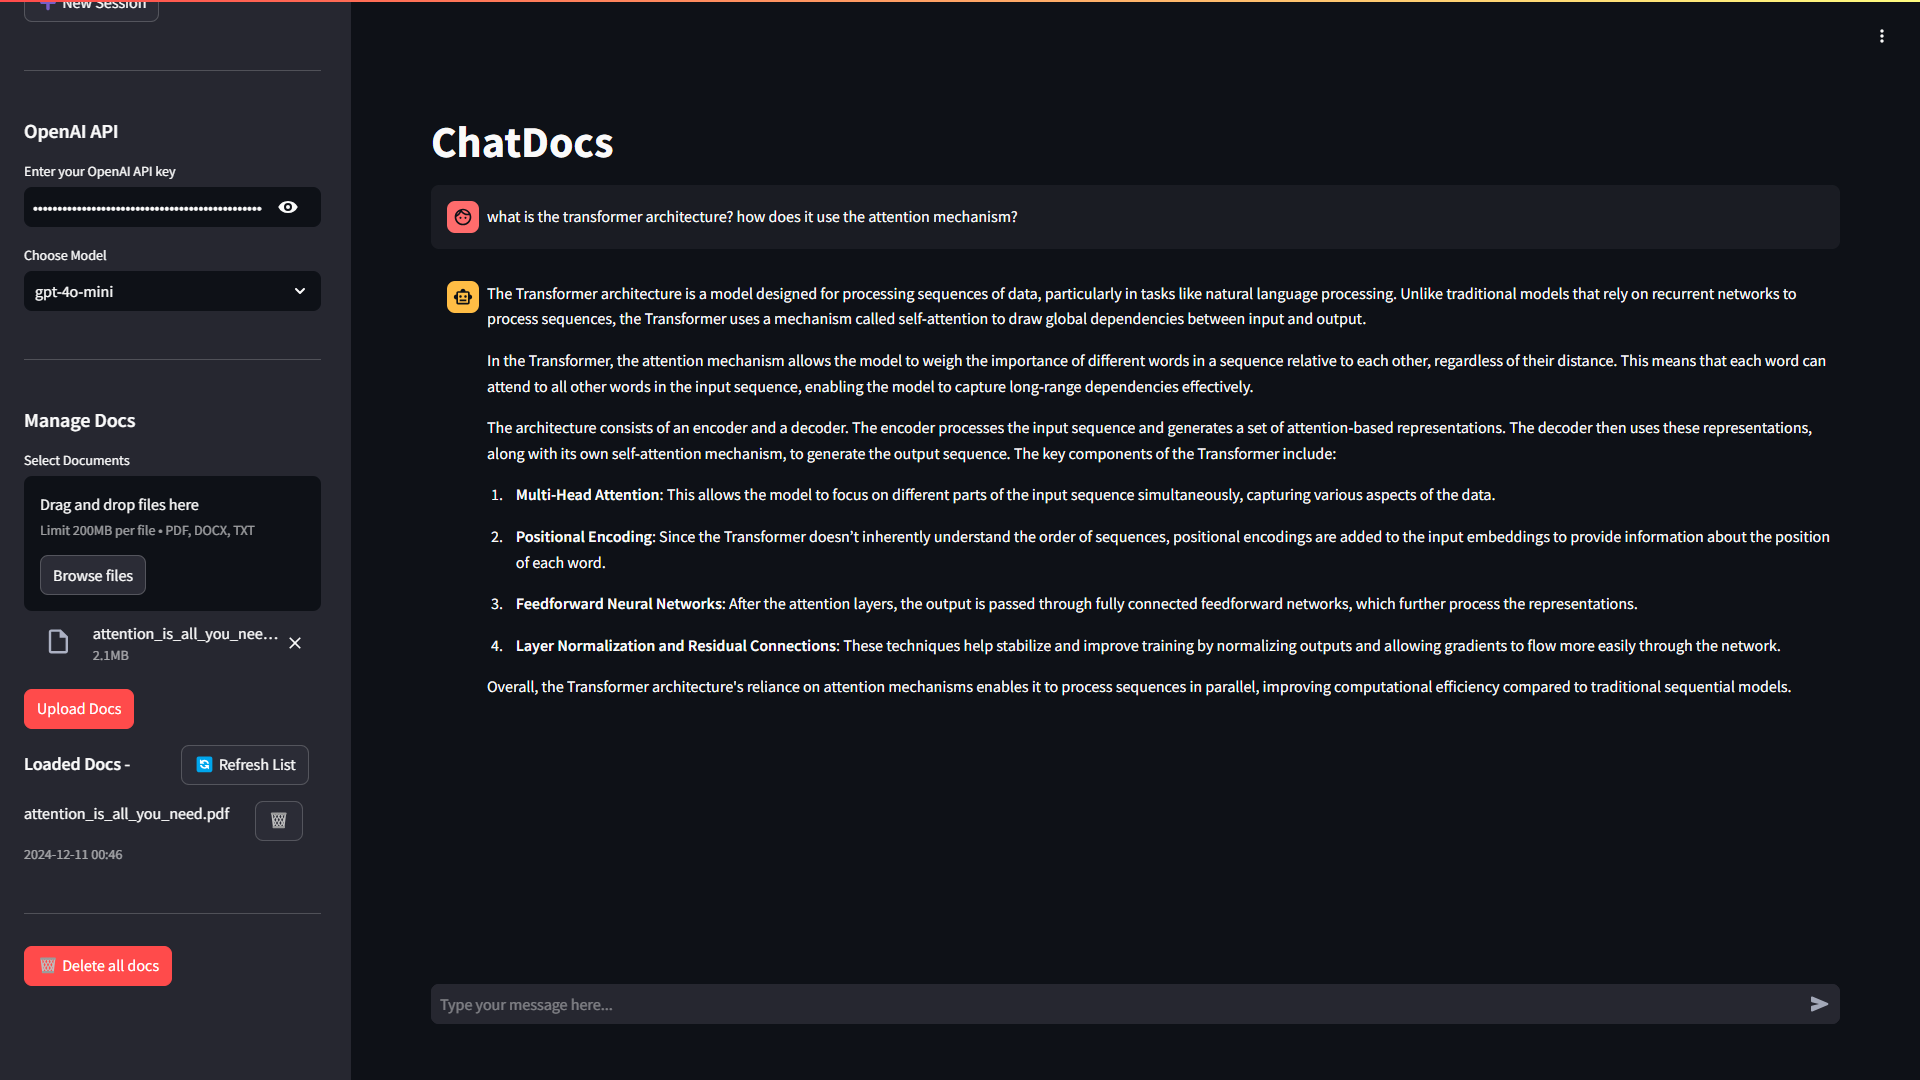 New Session
OpenAI API
Enter your OpenAI API key
Choose Model
gpt-4o-mini
Manage Docs
Select Documents
Drag and drop files here
Limit 200MB per file • PDF, DOCX, TXT
Browse files
attention_is_all_you_nee...
2.1MB
Upload Docs
Loaded Docs -
Refresh List
attention_is_all_you_need.pdf
2024-12-11 00:46
Delete all docs
ChatDocs
what is the transformer architecture? how does it use the attention mechanism?
The Transformer architecture is a model designed for processing sequences of data, particularly in tasks like natural language processing. Unlike traditional models that rely on recurrent networks to
process sequences, the Transformer uses a mechanism called self-attention to draw global dependencies between input and output.
In the Transformer, the attention mechanism allows the model to weigh the importance of different words in a sequence relative to each other, regardless of their distance. This means that each word can
attend to all other words in the input sequence, enabling the model to capture long-range dependencies effectively.
The architecture consists of an encoder and a decoder. The encoder processes the input sequence and generates a set of attention-based representations. The decoder then uses these representations,
along with its own self-attention mechanism, to generate the output sequence. The key components of the Transformer include:
1. Multi-Head Attention: This allows the model to focus on different parts of the input sequence simultaneously, capturing various aspects of the data.
2. Positional Encoding: Since the Transformer doesn’t inherently understand the order of sequences, positional encodings are added to the input embeddings to provide information about the position
of each word.
3. Feedforward Neural Networks: After the attention layers, the output is passed through fully connected feedforward networks, which further process the representations.
4. Layer Normalization and Residual Connections: These techniques help stabilize and improve training by normalizing outputs and allowing gradients to flow more easily through the network.
Overall, the Transformer architecture's reliance on attention mechanisms enables it to process sequences in parallel, improving computational efficiency compared to traditional sequential models.
Type your message here...